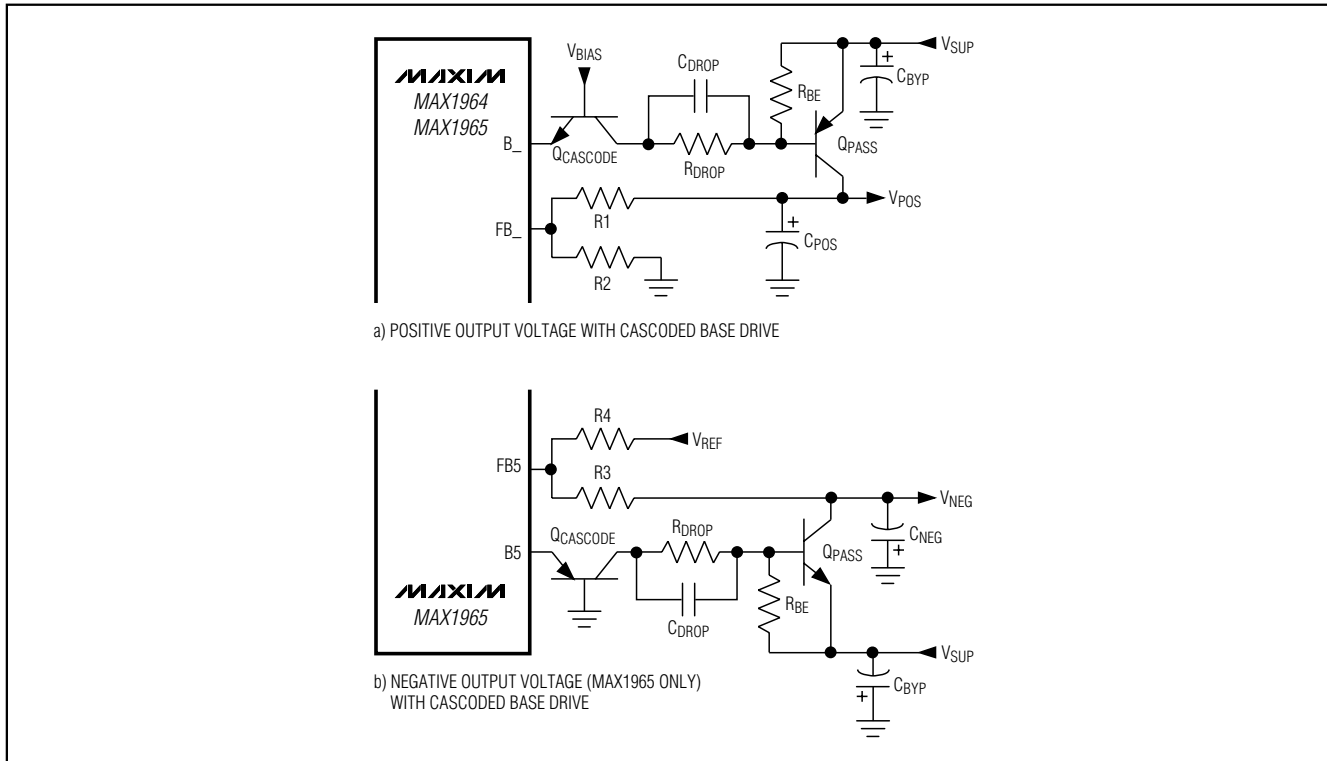 MAXIM
MAX1964
MAX1965
B_
FB_
VBIAS
QCASCODE
CDROP
RDROP
RBE
QPASS
VSUP
+
CBYP
VPOS
R1
R2
+
CPOS
a) POSITIVE OUTPUT VOLTAGE WITH CASCODED BASE DRIVE
R4
VREF
FB5
R3
VNEG
QCASCODE
RDROP
CNEG
+
B5
QPASS
MAXIM
MAX1965
CDROP
RBE
VSUP
CBYP
+
b) NEGATIVE OUTPUT VOLTAGE (MAX1965 ONLY)
WITH CASCODED BASE DRIVE